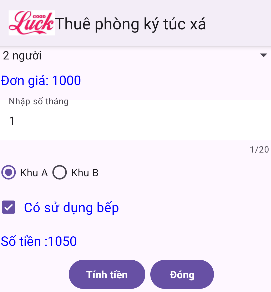 GOOD
Luck
Thuê phòng ký túc xá
2 người
Đơn giá: 1000
Nhập số tháng
1
1/20
Khu A Khu B
Có sử dụng bếp
Số tiền :1050
Tính tiền Đóng